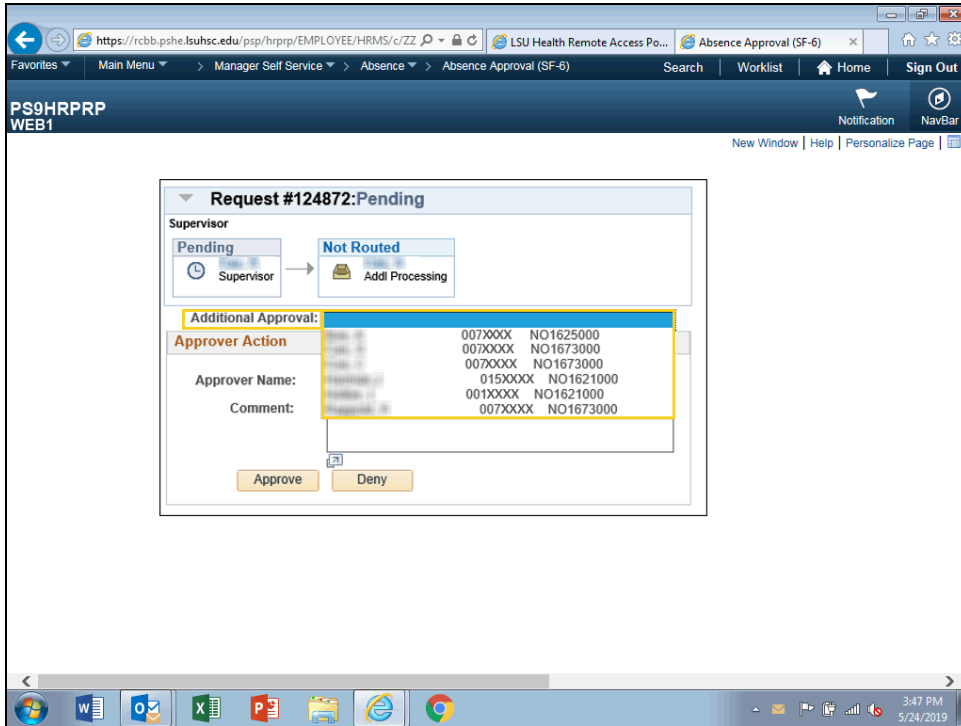 https://rcbb.pshe.lsuhsc.edu/psp/hrprp/EMPLOYEE/HRMS/c/ZZ
LSU Health Remote Access Po...
Absence Approval (SF-6)
Favorites
Main Menu
> Manager Self Service > Absence > Absence Approval (SF-6)
Search
Worklist
Home
Sign Out
PS9HRPRP
WEB1
Notification
NavBar
New Window | Help | Personalize Page |
Request #124872:Pending
Supervisor
Pending
Supervisor
Not Routed
Addl Processing
Additional Approval:
007XXXX NO1625000
007XXXX NO1673000
007XXXX NO1673000
015XXXX NO1621000
001XXXX NO1621000
007XXXX NO1673000
Approver Action
Approver Name:
Comment:
Approve
Deny
3:47 PM
5/24/2019